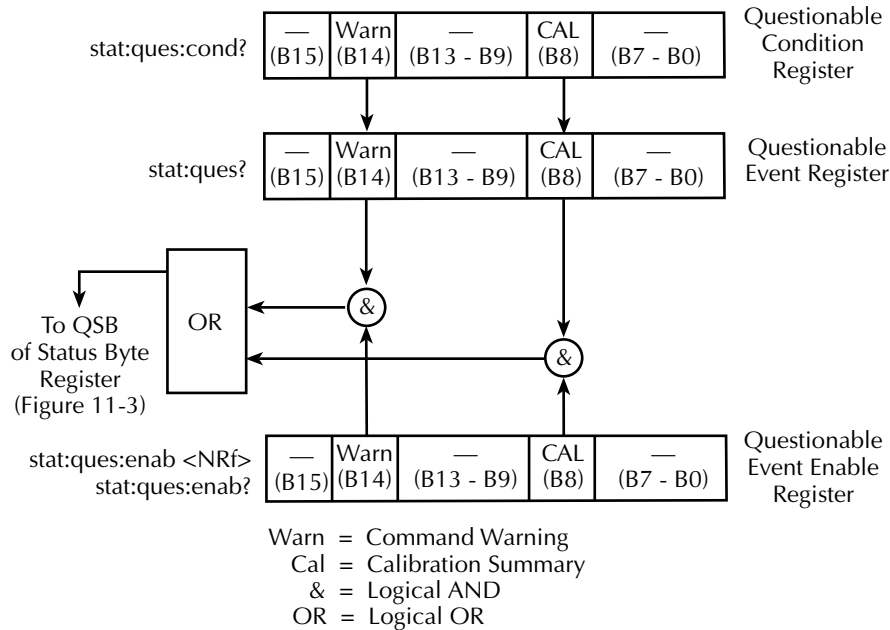 stat:ques:cond?
—
(B15)
Warn
(B14)
—
(B13 - B9)
CAL
(B8)
—
(B7 - B0)
Questionable
Condition
Register
stat:ques?
—
(B15)
Warn
(B14)
—
(B13 - B9)
CAL
(B8)
—
(B7 - B0)
Questionable
Event Register
&
OR
&
To QSB
of Status Byte
Register
(Figure 11-3)
stat:ques:enab <NRf>
stat:ques:enab?
—
(B15)
Warn
(B14)
—
(B13 - B9)
CAL
(B8)
—
(B7 - B0)
Questionable
Event Enable
Register
Warn = Command Warning
Cal = Calibration Summary
& = Logical AND
OR = Logical OR